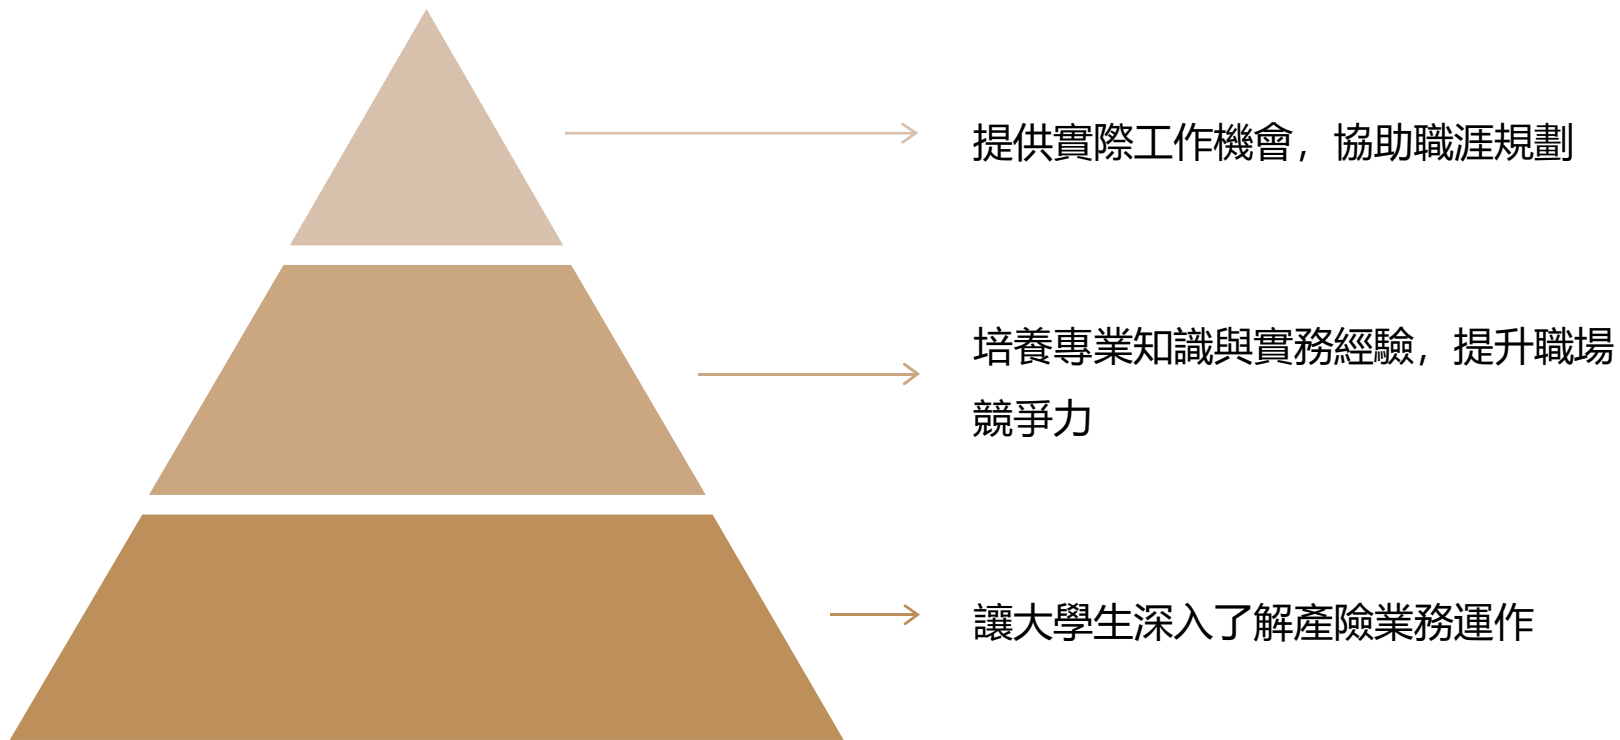 提供實際工作機會，協助職涯規劃
培養專業知識與實務經驗，提升職場
競爭力
讓大學生深入了解產險業務運作